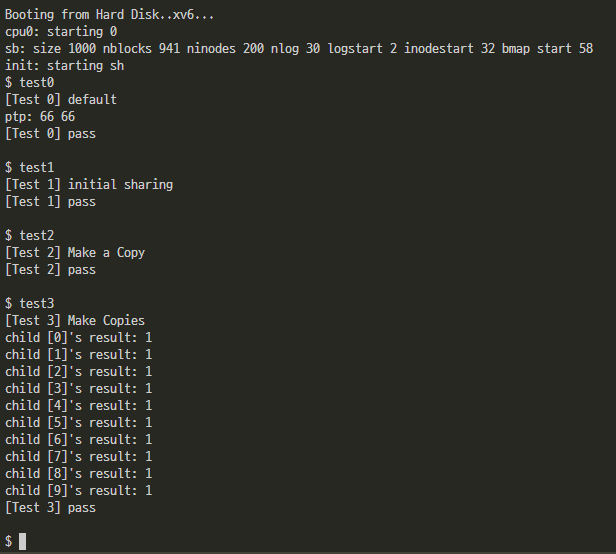 Booting from Hard Disk..xv6...
cpu0: starting 0
sb: size 1000 nblocks 941 ninodes 200 nlog 30 logstart 2 inodestart 32 bmap start 58
init: starting sh
$ test0
[Test 0] default
ptp: 66 66
[Test 0] pass
$ test1
[Test 1] initial sharing
[Test 1] pass
$ test2
[Test 2] Make a Copy
[Test 2] pass
$ test3
[Test 3] Make Copies
child [0]'s result: 1
child [1]'s result: 1
child [2]'s result: 1
child [3]'s result: 1
child [4]'s result: 1
child [5]'s result: 1
child [6]'s result: 1
child [7]'s result: 1
child [8]'s result: 1
child [9]'s result: 1
[Test 3] pass
$